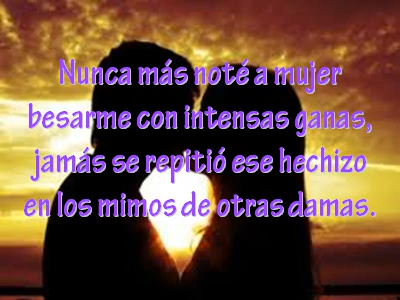 Nunca más noté a mujer
besarme con intensas ganas,
jamás se repitió ese hechizo
en los mimos de otras damas.